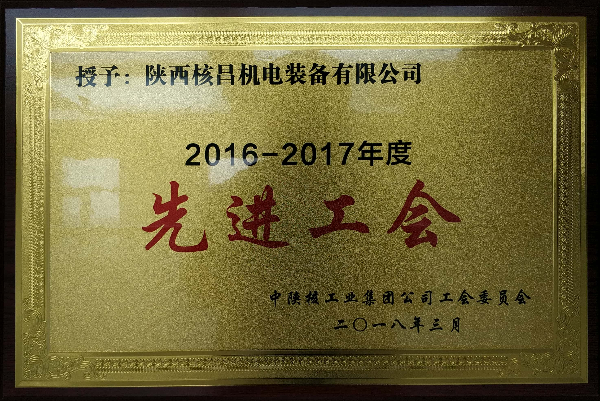 授予：陕西核昌机电装备有限公司
2016-2017年度
先进工会
中陕核工业集团公司工会委员会
二〇一八年三月